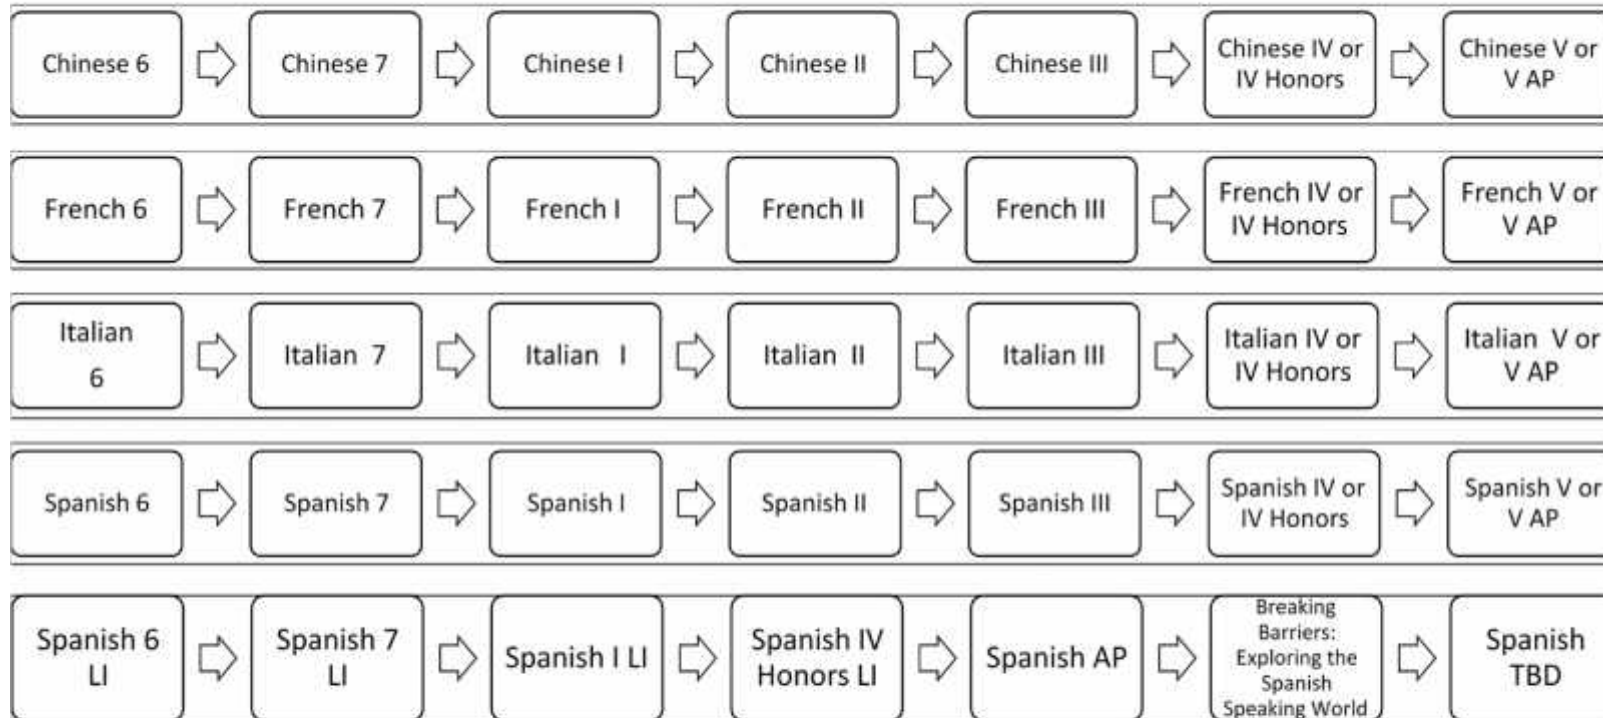 Chinese 6
Chinese 7
Chinese I
Chinese II
Chinese III
Chinese IV or
IV Honors
Chinese V or
V AP
French 6
French 7
French I
French II
French III
French IV or
IV Honors
French V or
V AP
Italian
6
Italian 7
Italian I
Italian II
Italian III
Italian IV or
IV Honors
Italian V or
V AP
Spanish 6
Spanish 7
Spanish I
Spanish II
Spanish III
Spanish IV or
IV Honors
Spanish V or
V AP
Spanish 6
LI
Spanish 7
LI
Spanish I LI
Spanish IV
Honors LI
Spanish AP
Breaking
Barriers:
Exploring the
Spanish
Speaking World
Spanish
TBD